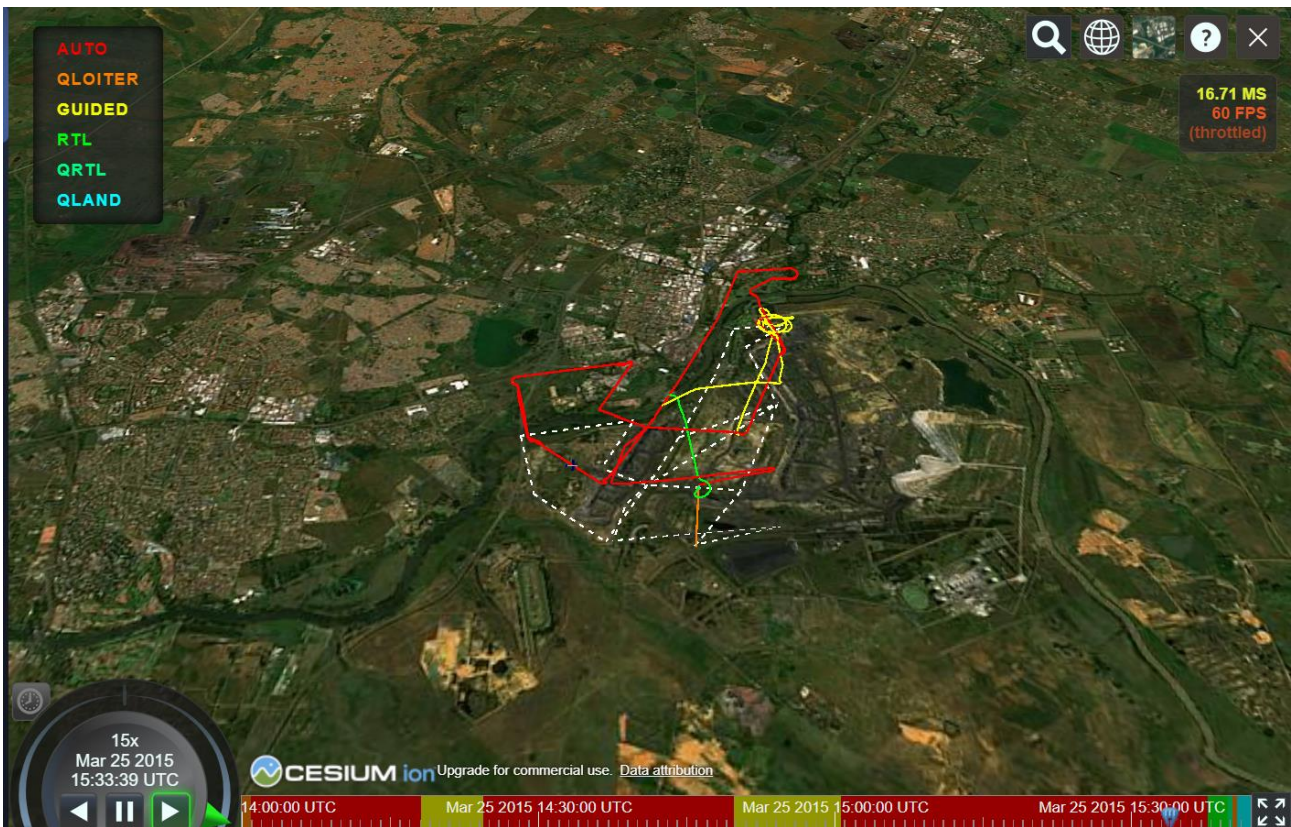 AUTO
QLOITER
GUIDED
RTL
QRTL
QLAND
?
16.71 MS
60 FPS
(throttled)
15x
Mar 25 2015
15:33:39 UTC
CESIUM ion Upgrade for commercial use. Data attribution
14:00:00 UTC Mar 25 2015 14:30:00 UTC Mar 25 2015 15:00:00 UTC Mar 25 2015 15:30:00 UTC